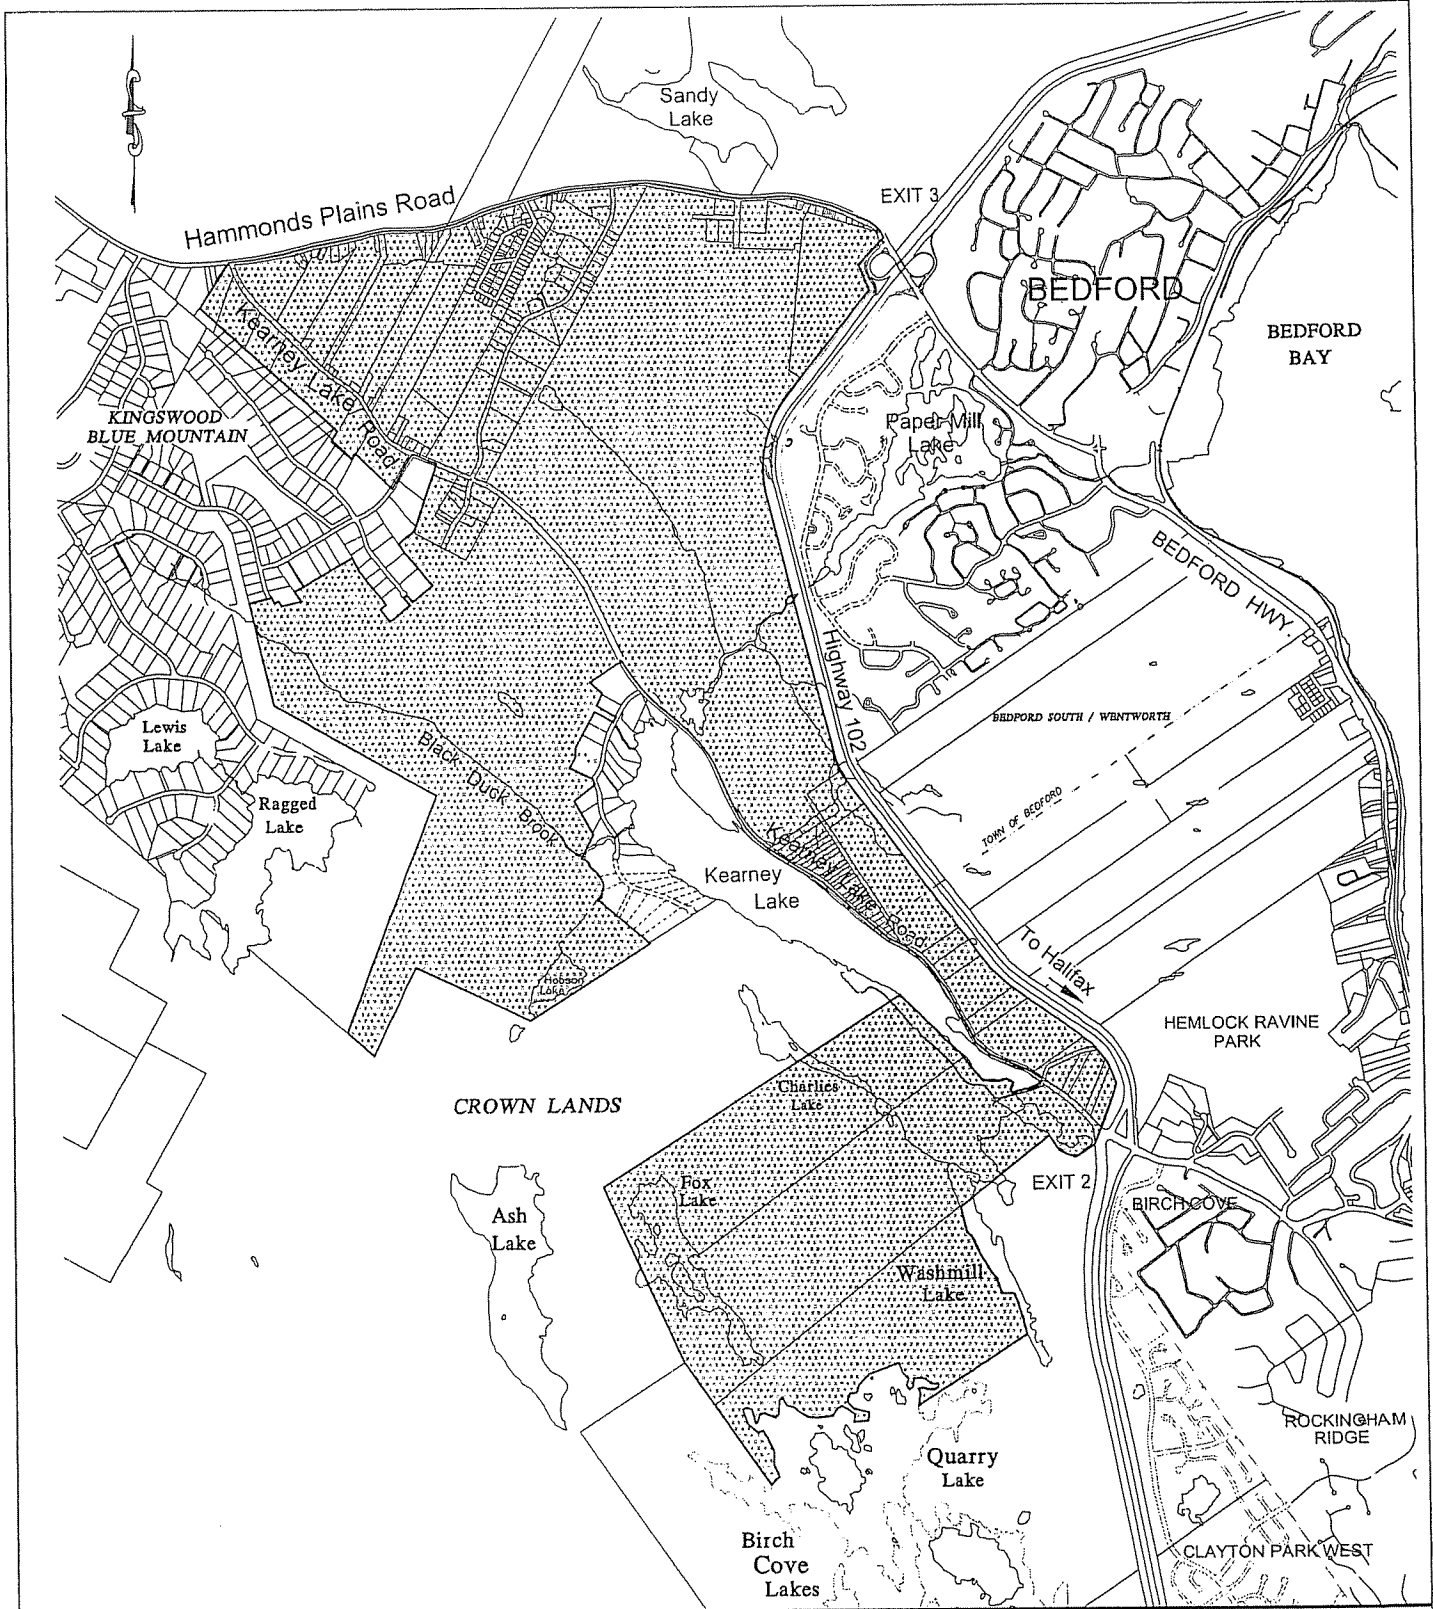 Sandy
Lake
EXIT 3
Hammonds Plains Road
BEDFORD
BEDFORD
BAY
Kearney Lake Road
KINGSWOOD
BLUE MOUNTAIN
Paper Mill
Lake
BEDFORD HWY.
Highway 102
BEDFORD SOUTH / WENTWORTH
Lewis
Lake
Black Duck Brook
Ragged
Lake
TOWN OF BEDFORD
Kearney Lake Road
Kearney
Lake
To Halifax
Hobson
Lake
HEMLOCK RAVINE
PARK
Charlies
Lake
CROWN LANDS
Fox
Lake
EXIT 2
Ash
Lake
BIRCH COVE
Washmill
Lake
ROCKINGHAM
RIDGE
Quarry
Lake
Birch
Cove
Lakes
CLAYTON PARK WEST